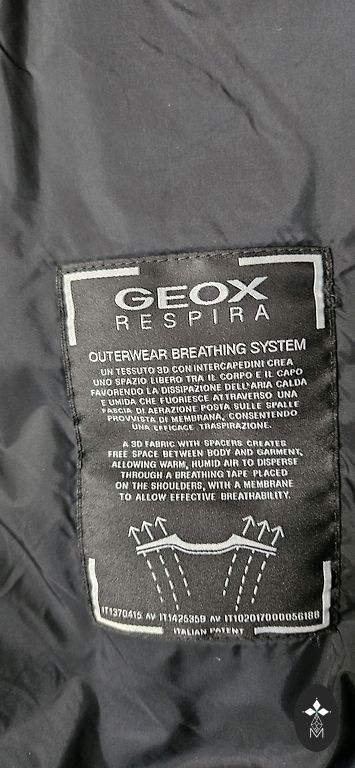 GEOX
RESPIRA
OUTERWEAR BREATHING SYSTEM
UN TESSUTO 3D CON INTERCAPEDINI CREA
UNO SPAZIO LIBERO TRA IL CORPO E IL CAPO
FAVORENDO LA DISSIPAZIONE DELL'ARIA CALDA
E UMIDA CHE FUORIESCE ATTRAVERSO UNA
FASCIA DI AERAZIONE POSTA SULLE SPALLE
PROVVISTA DI MEMBRANA, CONSENTENDO
UNA EFFICACE TRASPIRAZIONE.
A 3D FABRIC WITH SPACERS CREATES
FREE SPACE BETWEEN BODY AND GARMENT,
ALLOWING WARM, HUMID AIR TO DISPERSE
THROUGH A BREATHING TAPE PLACED
ON THE SHOULDERS, WITH A MEMBRANE
TO ALLOW EFFECTIVE BREATHABILITY.
IT1370415 AV IT1425359 AV IT102017000056188
ITALIAN PATENT
M